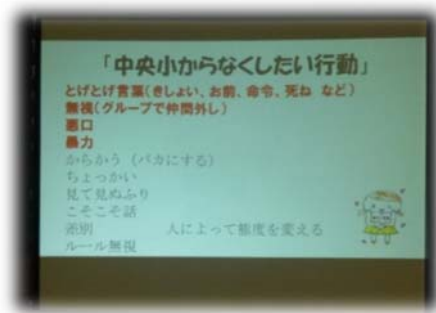 「中央小からなくしたい行動」
とげとげ言葉(きしょい、お前、命令、死ね など)
無視(グループで仲間外し)
悪口
暴力
からかう (バカにする)
ちょっかい
見て見ぬふり
こそこそ話
差別 人によって態度を変える
ルール無視